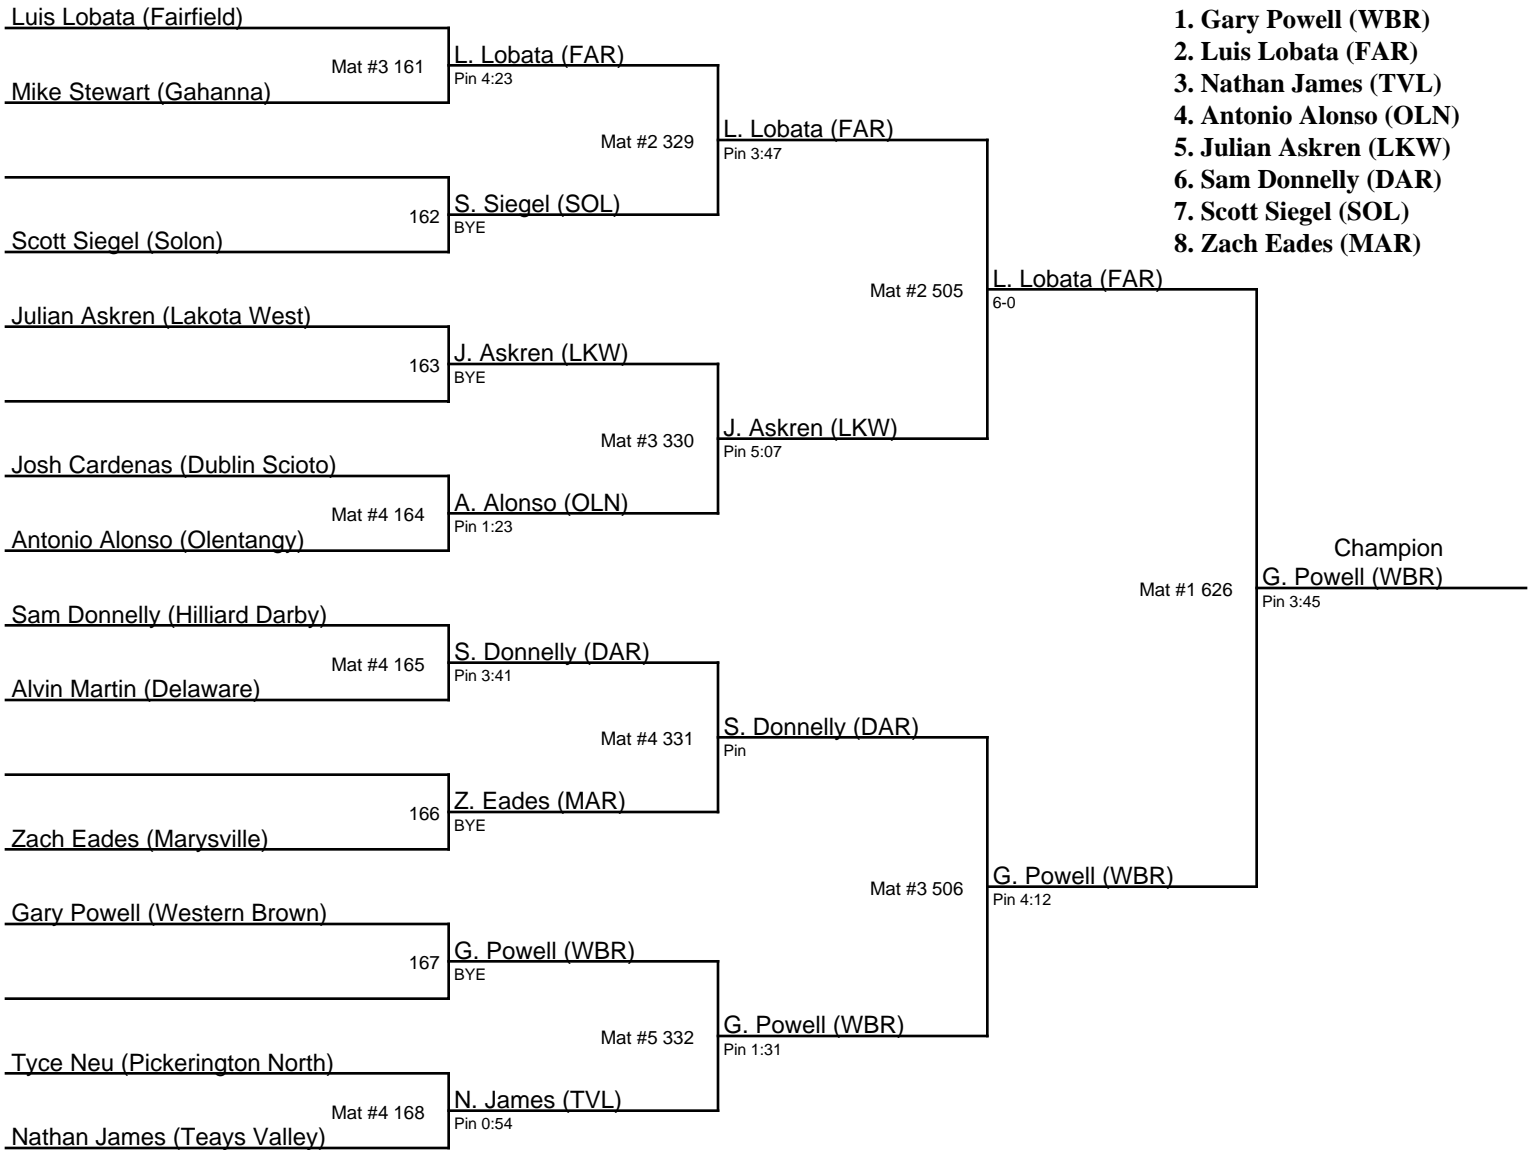 Luis Lobata (Fairfield)
Mat #3 161
Mike Stewart (Gahanna)
L. Lobata (FAR)
Pin 4:23
Mat #2 329
162
Scott Siegel (Solon)
S. Siegel (SOL)
BYE
L. Lobata (FAR)
Pin 3:47
Mat #2 505
Julian Askren (Lakota West)
163
J. Askren (LKW)
BYE
Mat #3 330
Josh Cardenas (Dublin Scioto)
Mat #4 164
Antonio Alonso (Olentangy)
A. Alonso (OLN)
Pin 1:23
J. Askren (LKW)
Pin 5:07
L. Lobata (FAR)
6-0
Mat #1 626
Sam Donnelly (Hilliard Darby)
Mat #4 165
Alvin Martin (Delaware)
S. Donnelly (DAR)
Pin 3:41
Mat #4 331
166
Zach Eades (Marysville)
Z. Eades (MAR)
BYE
S. Donnelly (DAR)
Pin
Mat #3 506
Gary Powell (Western Brown)
167
G. Powell (WBR)
BYE
Mat #5 332
Tyce Neu (Pickerington North)
Mat #4 168
Nathan James (Teays Valley)
N. James (TVL)
Pin 0:54
G. Powell (WBR)
Pin 1:31
G. Powell (WBR)
Pin 4:12
Champion
G. Powell (WBR)
Pin 3:45
1. Gary Powell (WBR)
2. Luis Lobata (FAR)
3. Nathan James (TVL)
4. Antonio Alonso (OLN)
5. Julian Askren (LKW)
6. Sam Donnelly (DAR)
7. Scott Siegel (SOL)
8. Zach Eades (MAR)